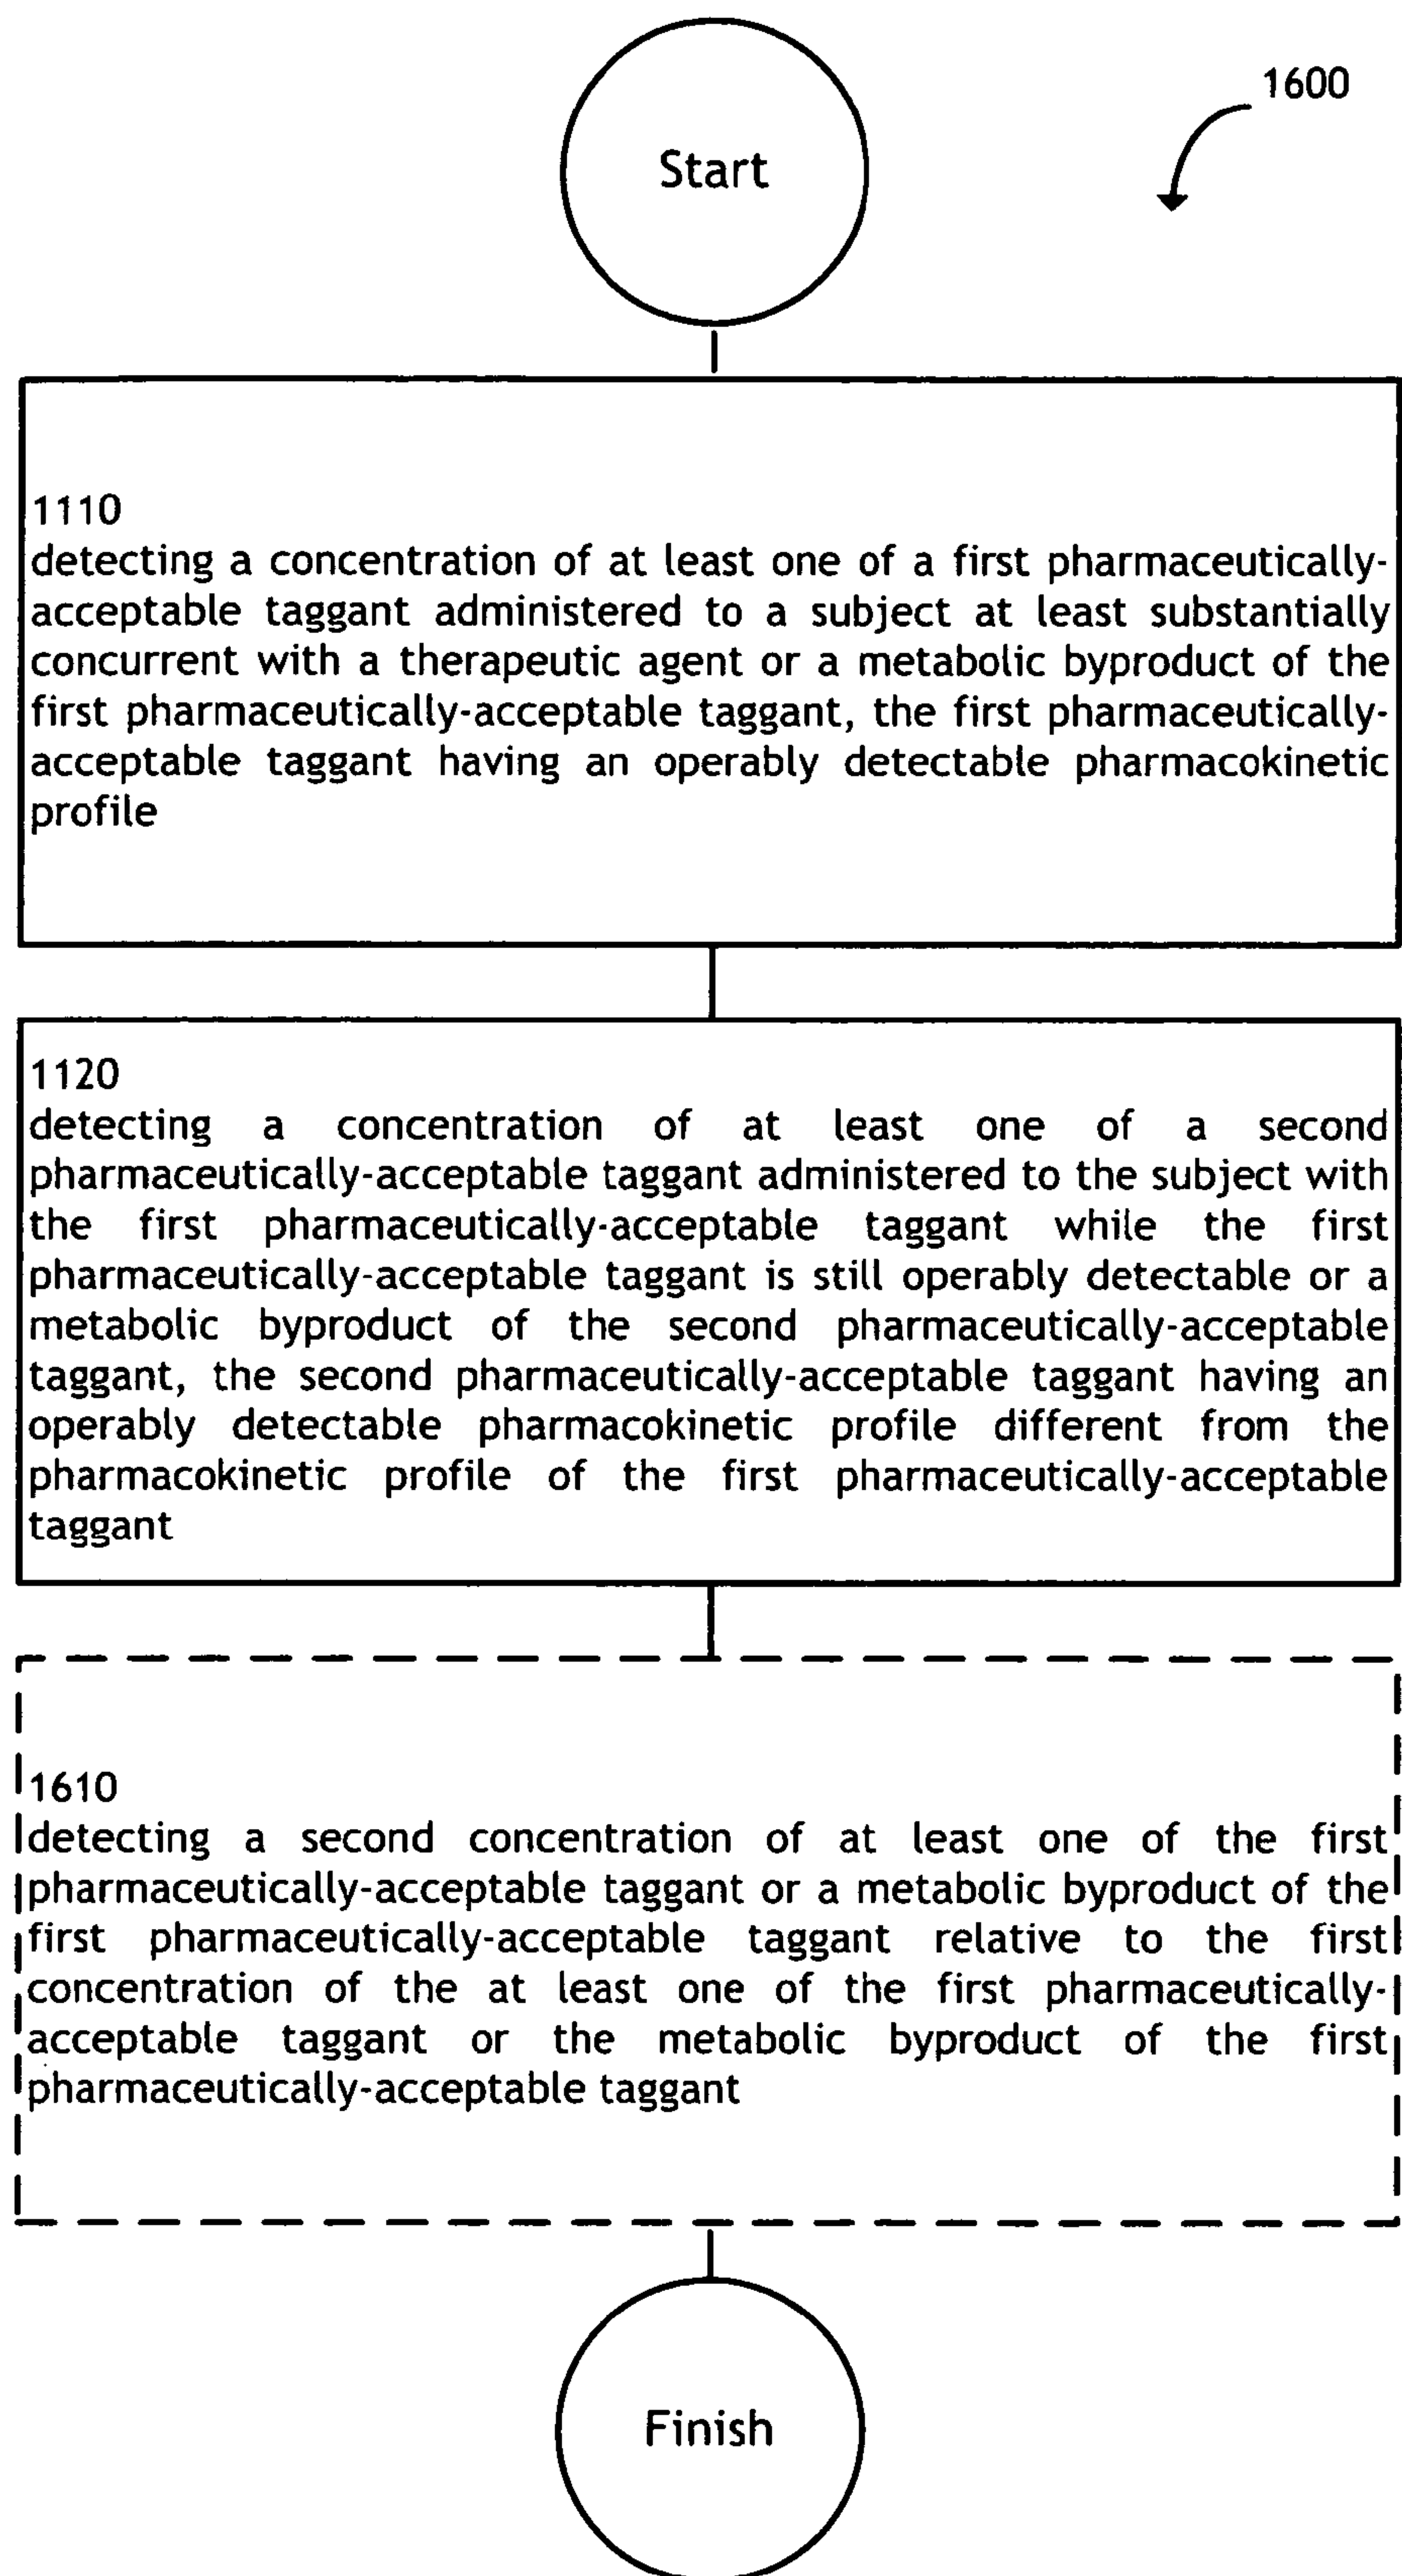 1600
Start
1110
detecting a concentration of at least one of a first pharmaceutically-
acceptable taggant administered to a subject at least substantially
concurrent with a therapeutic agent or a metabolic byproduct of the
first pharmaceutically-acceptable taggant, the first pharmaceutically-
acceptable taggant having an operably detectable pharmacokinetic
profile
1120
detecting a concentration of at least one of a second
pharmaceutically-acceptable taggant administered to the subject with
the first pharmaceutically-acceptable taggant while the first
pharmaceutically-acceptable taggant is still operably detectable or a
metabolic byproduct of the second pharmaceutically-acceptable
taggant, the second pharmaceutically-acceptable taggant having an
operably detectable pharmacokinetic profile different from the
pharmacokinetic profile of the first pharmaceutically-acceptable
taggant
1610
detecting a second concentration of at least one of the first
pharmaceutically-acceptable taggant or a metabolic byproduct of the
first pharmaceutically-acceptable taggant relative to the first
concentration of the at least one of the first pharmaceutically-
acceptable taggant or the metabolic byproduct of the first
pharmaceutically-acceptable taggant
Finish